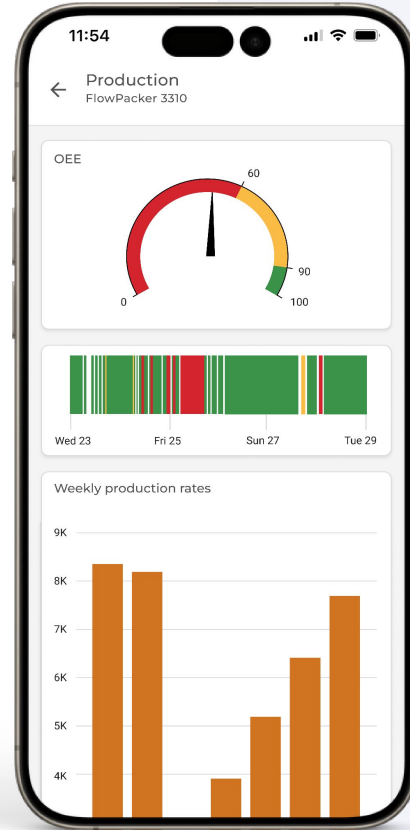 11:54
Production
FlowPacker 3310
OEE
60
90
0
100
Wed 23 Fri 25 Sun 27 Tue 29
Weekly production rates
9K
8K
7K
6K
5K
4K